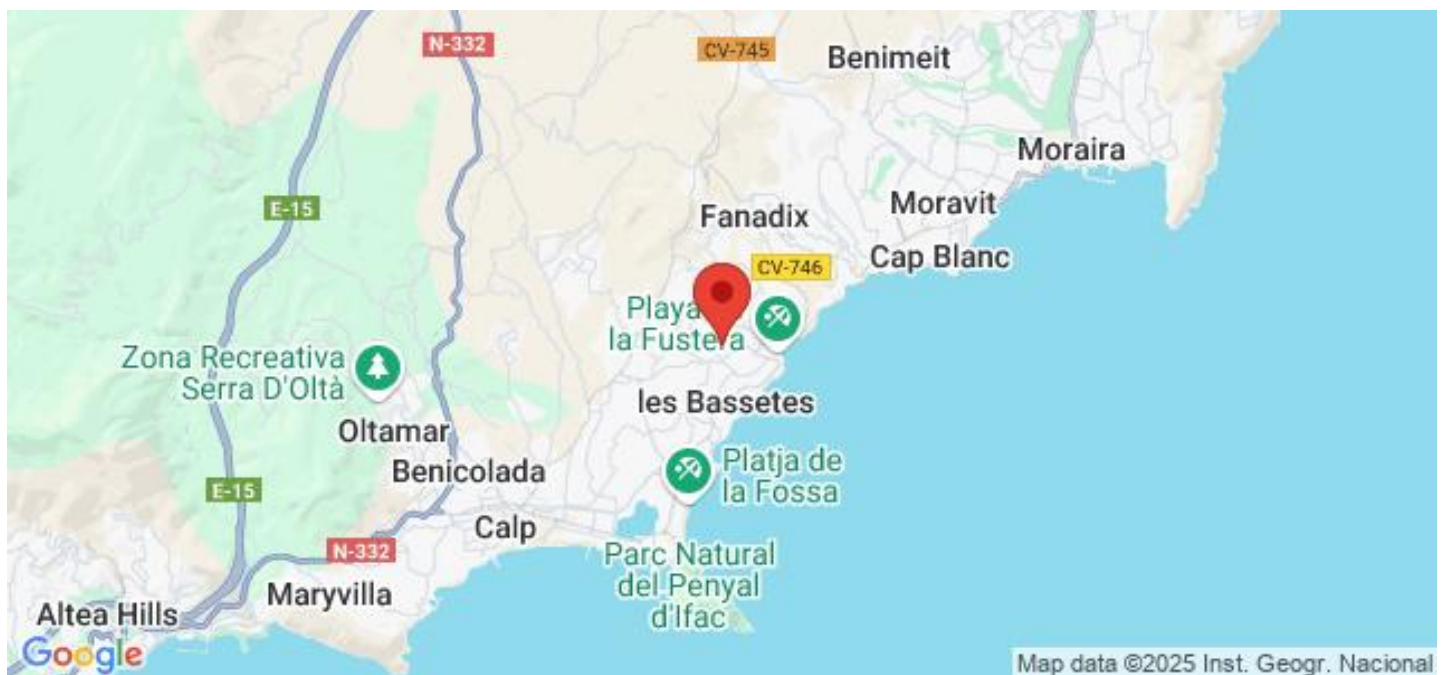 N-332
CV-745
Benimeit
Moraira
E-15
Fanadix
Moravit
CV-746
Cap Blanc
Playa
la Fustera
Zona Recreativa
Serra D'Oltà
les Bassetes
Oltamar
Benicolada
Platja de
la Fossa
E-15
Calp
N-332
Parc Natural
del Penyal
d'Ifac
Maryvilla
Altea Hills
Google
Map data ©2025 Inst. Geogr. Nacional